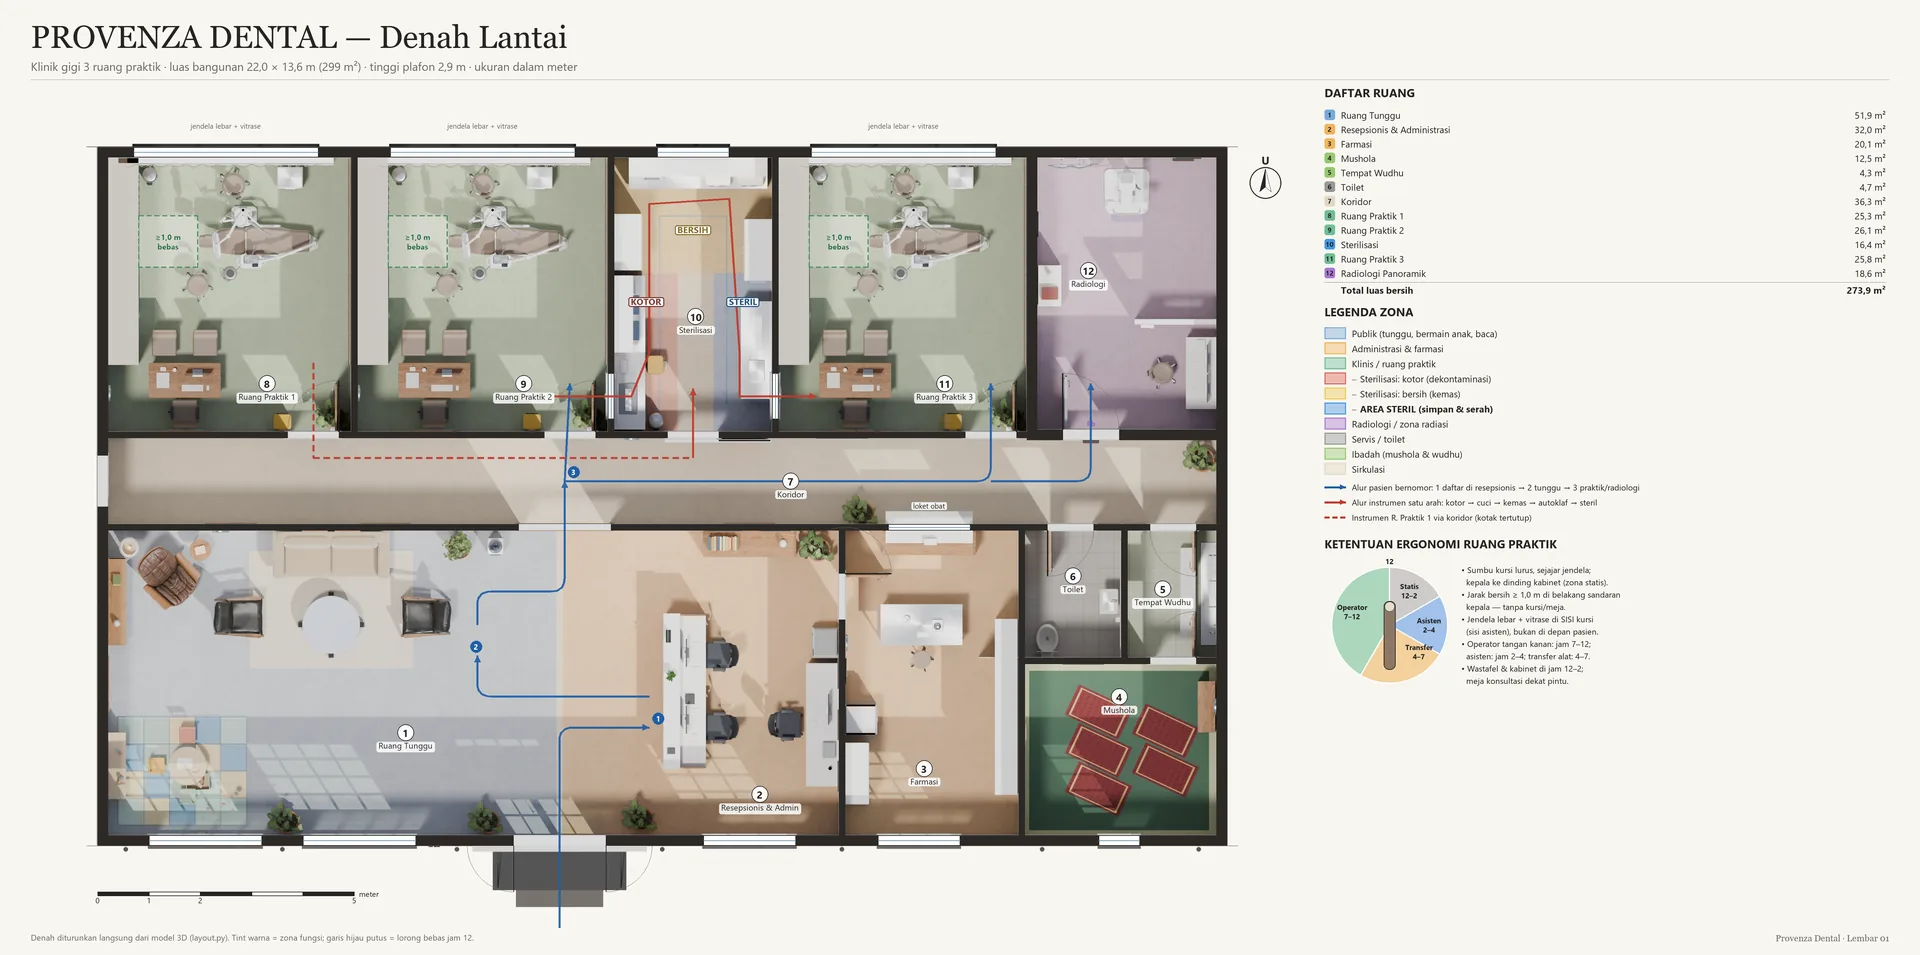 PROVENZA DENTAL — Denah Lantai
Klinik gigi 3 ruang praktik · luas bangunan 22,0 × 13,6 m (299 m²) · tinggi plafon 2,9 m · ukuran dalam meter
jendela lebar + vitrase
jendela lebar + vitrase
jendela lebar + vitrase
U
≥1,0 m
bebas
≥1,0 m
bebas
≥1,0 m
bebas
BERSIH
KOTOR
STERIL
10
Sterilisasi
12
Radiologi
8
Ruang Praktik 1
9
Ruang Praktik 2
11
Ruang Praktik 3
3
7
Koridor
loket obat
6
Toilet
5
Tempat Wudhu
2
1
4
Mushola
1
Ruang Tunggu
2
Resepsionis & Admin
3
Farmasi
meter
0 1 2 5
DAFTAR RUANG
1 Ruang Tunggu 51,9 m²
2 Resepsionis & Administrasi 32,0 m²
3 Farmasi 20,1 m²
4 Mushola 12,5 m²
5 Tempat Wudhu 4,3 m²
6 Toilet 4,7 m²
7 Koridor 36,3 m²
8 Ruang Praktik 1 25,3 m²
9 Ruang Praktik 2 26,1 m²
10 Sterilisasi 16,4 m²
11 Ruang Praktik 3 25,8 m²
12 Radiologi Panoramik 18,6 m²
Total luas bersih 273,9 m²
LEGENDA ZONA
Publik (tunggu, bermain anak, baca)
Administrasi & farmasi
Klinis / ruang praktik
– Sterilisasi: kotor (dekontaminasi)
– Sterilisasi: bersih (kemas)
– AREA STERIL (simpan & serah)
Radiologi / zona radiasi
Servis / toilet
Ibadah (mushola & wudhu)
Sirkulasi
Alur pasien bernomor: 1 daftar di resepsionis → 2 tunggu → 3 praktik/radiologi
Alur instrumen satu arah: kotor → cuci → kemas → autoklaf → steril
Instrumen R. Praktik 1 via koridor (kotak tertutup)
KETENTUAN ERGONOMI RUANG PRAKTIK
12
Statis
12–2
Operator
7–12
Asisten
2–4
Transfer
4–7
• Sumbu kursi lurus, sejajar jendela;
kepala ke dinding kabinet (zona statis).
• Jarak bersih ≥ 1,0 m di belakang sandaran
kepala — tanpa kursi/meja.
• Jendela lebar + vitrase di SISI kursi
(sisi asisten), bukan di depan pasien.
• Operator tangan kanan: jam 7–12;
asisten: jam 2–4; transfer alat: 4–7.
• Wastafel & kabinet di jam 12–2;
meja konsultasi dekat pintu.
Denah diturunkan langsung dari model 3D (layout.py). Tint warna = zona fungsi; garis hijau putus = lorong bebas jam 12.
Provenza Dental · Lembar 01